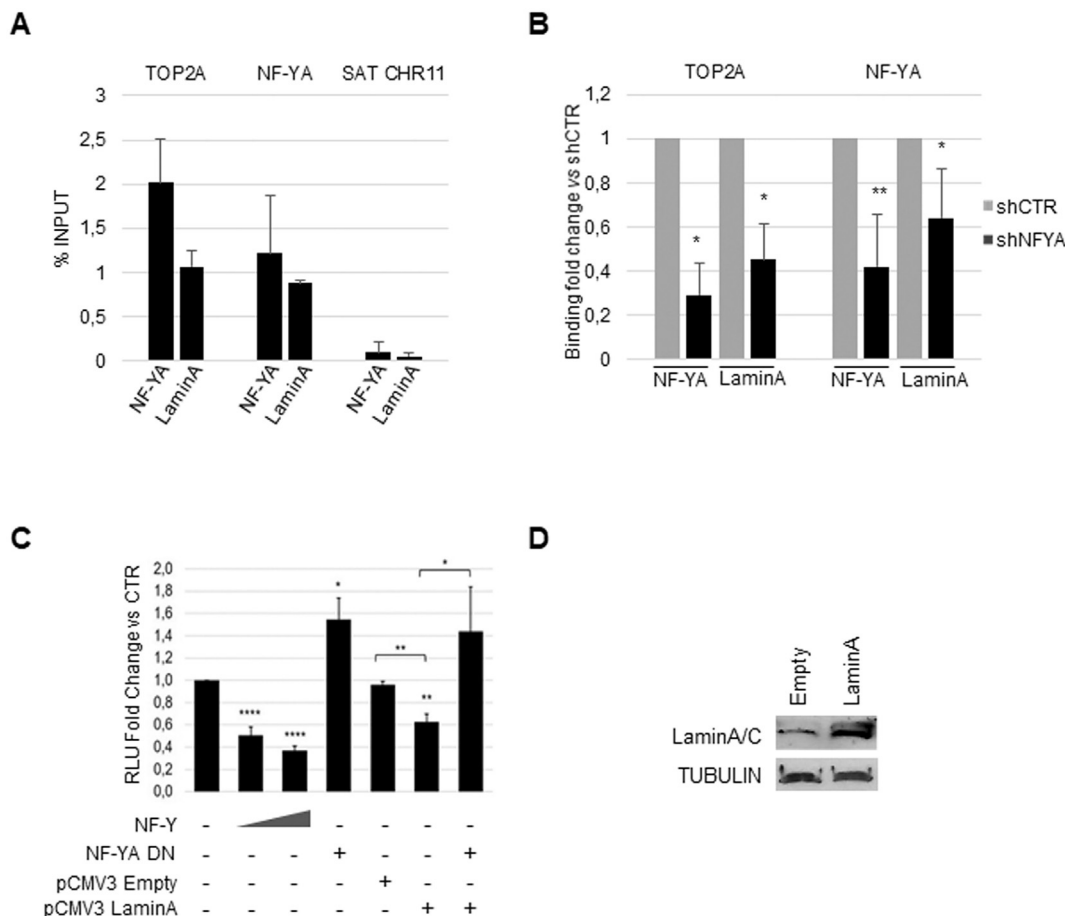 A
TOP2A NF-YA SAT CHR11
% INPUT
3
2,5
2
1,5
1
0,5
0
NF-YA LaminA NF-YA LaminA NF-YA LaminA
B
TOP2A NF-YA
Binding fold change vs shCTR
1,2
1
0,8
0,6
0,4
0,2
0
* * ** *
NF-YA LaminA NF-YA LaminA
shCTR
shNFYA
C
RLU Fold Change vs CTR
2,0
1,8
1,6
1,4
1,2
1,0
0,8
0,6
0,4
0,2
0,0
**** **** * ** ** *
NF-Y - - - - -
NF-YA DN - - - + - - +
pCMV3 Empty - - - - + - -
pCMV3 LaminA - - - - - + +
D
Empty LaminA
LaminA/C
TUBULIN